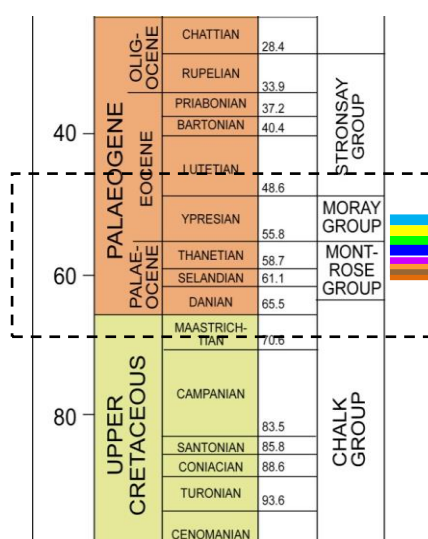 40
60
80
PALAEOGENE
UPPER
CRETACEOUS
OLIG-
OCENE
EOCENE
PALAE-
OCENE
CHATTIAN
28.4
RUPELIAN
33.9
PRIABONIAN
37.2
BARTONIAN
40.4
LUTETIAN
48.6
YPRESIAN
55.8
THANETIAN
58.7
SELANDIAN
61.1
DANIAN
65.5
MAASTRICH-
TIAN
70.6
CAMPANIAN
83.5
SANTONIAN
85.8
CONIACIAN
88.6
TURONIAN
93.6
CENOMANIAN
STRONSAY
GROUP
MORAY
GROUP
MONT-
ROSE
GROUP
CHALK
GROUP